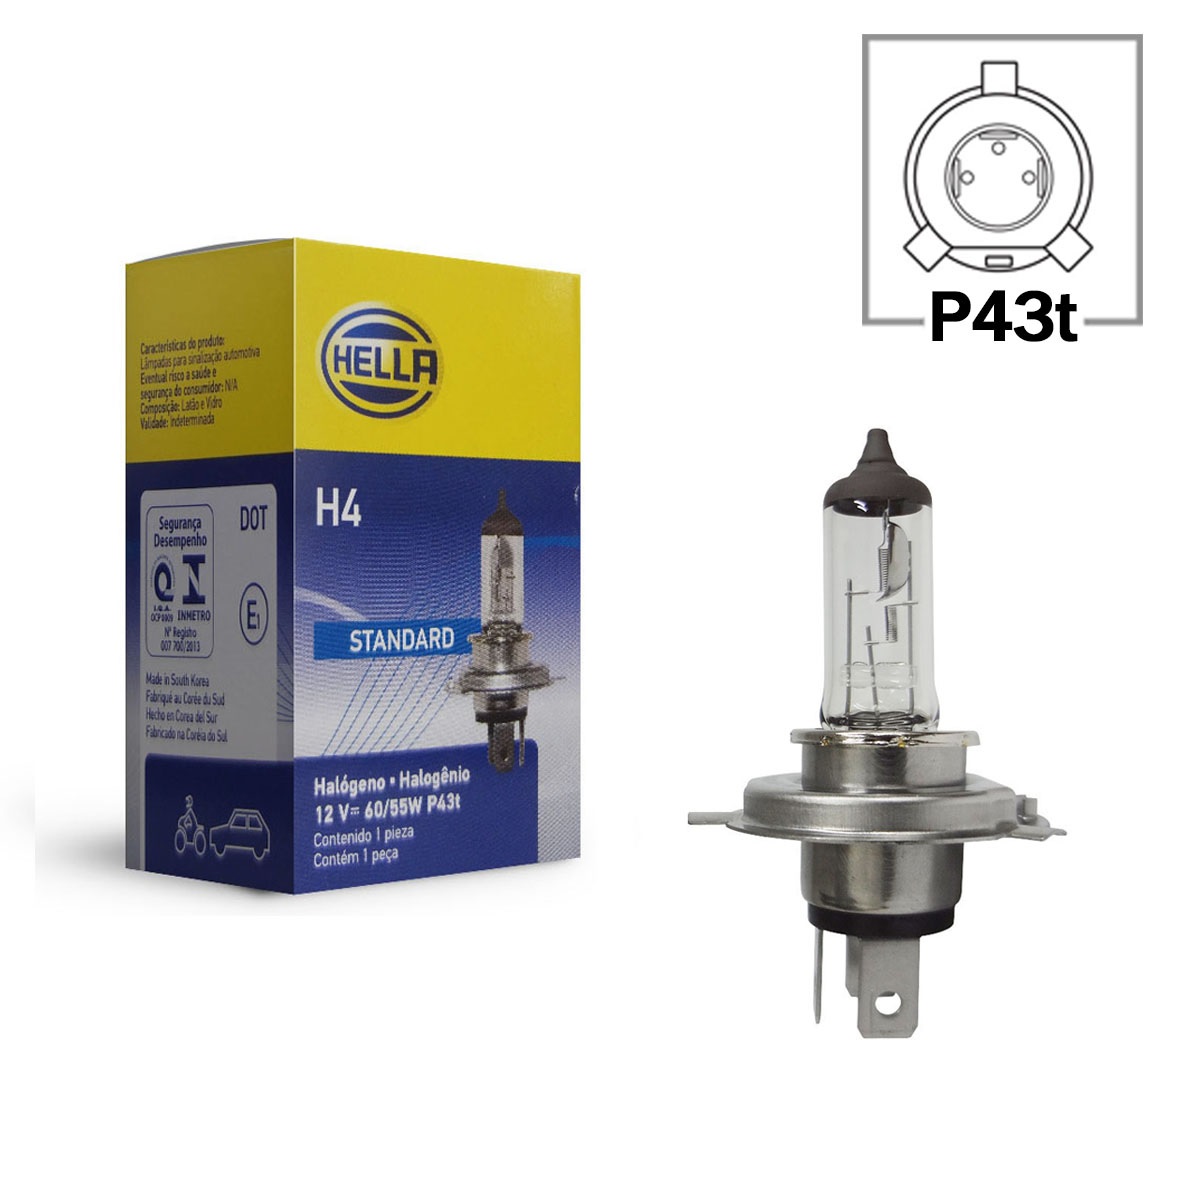 P43t
Características do produto:
Lâmpadas para sinalização automotiva
Eventual risco a saúde e
segurança do consumidor: N/A
Composição: Latão e Vidro
Validade: Indeterminada
HELLA
Segurança
Desempenho
I.Q.A.
OCP 0009
INMETRO
Nº Registro
007 700/2013
DOT
E1
Made in South Korea
Fabriqué au Corée du Sud
Hecho en Corea del Sur
Fabricado na Coréia do Sul
H4
STANDARD
Halógeno • Halogênio
12 V= 60/55W P43t
Contenido 1 pieza
Contém 1 peça